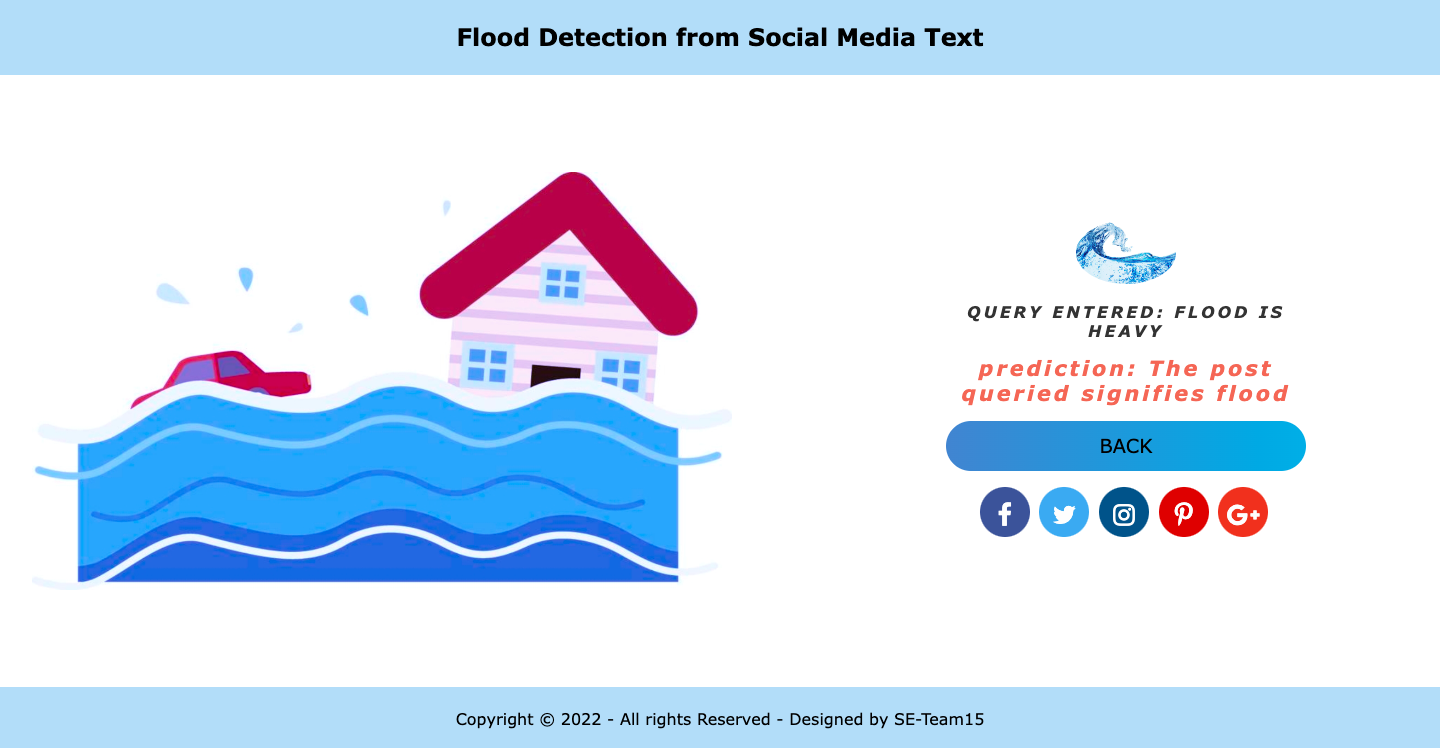 Flood Detection from Social Media Text
QUERY ENTERED: FLOOD IS
HEAVY
prediction: The post
queried signifies flood
BACK
Copyright © 2022 - All rights Reserved - Designed by SE-Team15